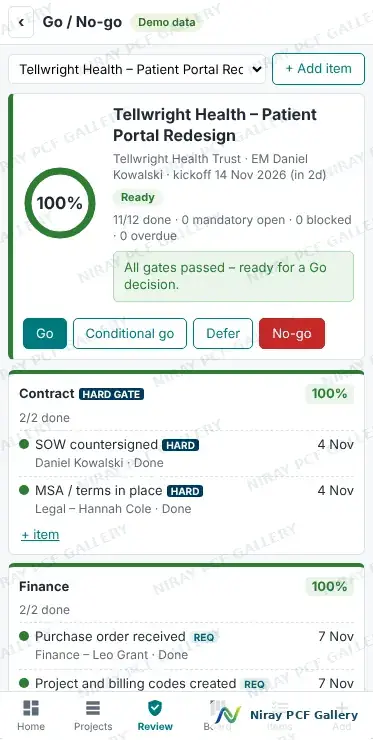 Go / No-go Demo data
Tellwright Health – Patient Portal Rec
+ Add item
Tellwright Health – Patient
Portal Redesign
Tellwright Health Trust · EM Daniel
Kowalski · kickoff 14 Nov 2026 (in 2d)
Ready
100%
11/12 done · 0 mandatory open · 0 blocked
· 0 overdue
All gates passed – ready for a Go
decision.
Go
Conditional go
Defer
No-go
Contract HARD GATE 100%
2/2 done
SOW countersigned HARD 4 Nov
Daniel Kowalski · Done
MSA / terms in place HARD 4 Nov
Legal – Hannah Cole · Done
+ item
Finance 100%
2/2 done
Purchase order received REQ 7 Nov
Finance – Leo Grant · Done
Project and billing codes created REQ 7 Nov
Home
Projects
Review
Items
Add
Niray PCF Gallery
NIRAY PCF GALLERY